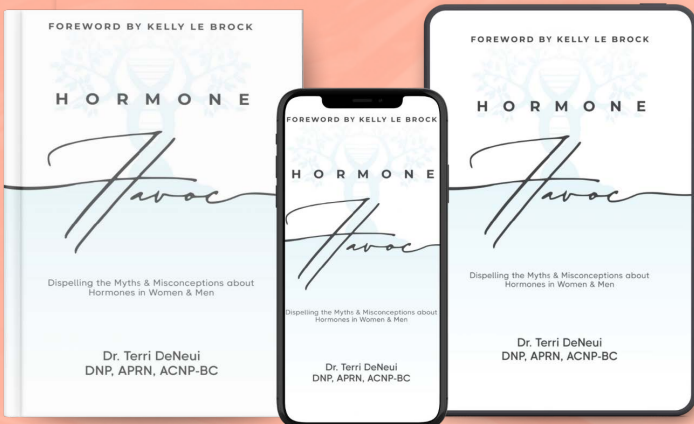 FOREWORD BY KELLY LE BROCK
HORMONE
Havoc
Dispelling the Myths & Misconceptions about
Hormones in Women & Men
Dr. Terri DeNeui
DNP, APRN, ACNP-BC
FOREWORD BY KELLY LE BROCK
HORMONE
Havoc
Dispelling the Myths & Misconceptions about
Hormones in Women & Men
Dr. Terri DeNeui
DNP, APRN, ACNP-BC
FOREWORD BY KELLY LE BROCK
HORMONE
Havoc
Dispelling the Myths & Misconceptions about
Hormones in Women & Men
Dr. Terri DeNeui
DNP, APRN, ACNP-BC